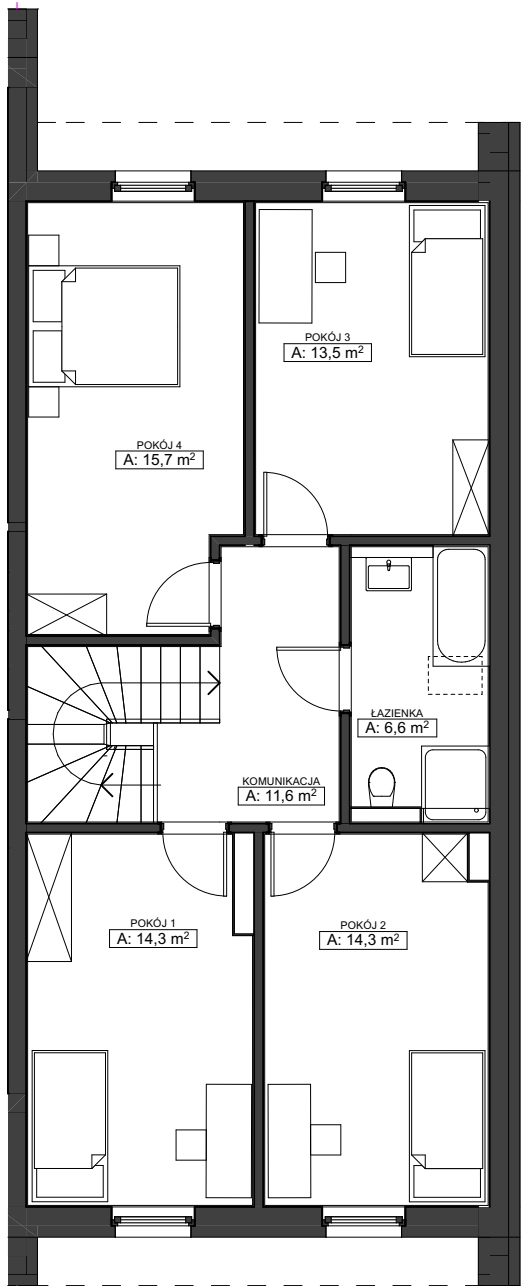 POKÓJ 3
A: 13,5 m²
POKÓJ 4
A: 15,7 m²
ŁAZIENKA
A: 6,6 m²
KOMUNIKACJA
A: 11,6 m²
POKÓJ 1
A: 14,3 m²
POKÓJ 2
A: 14,3 m²